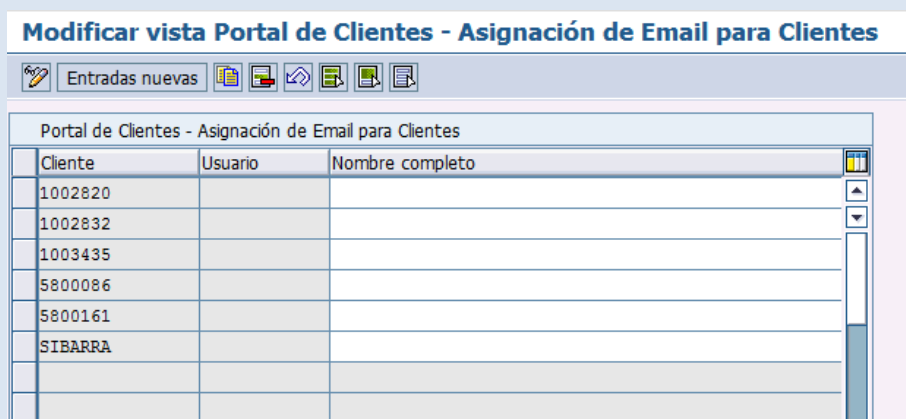 Modificar vista Portal de Clientes - Asignación de Email para Clientes
Entradas nuevas
Portal de Clientes - Asignación de Email para Clientes
Cliente Usuario Nombre completo
1002820
1002832
1003435
5800086
5800161
SIBARRA